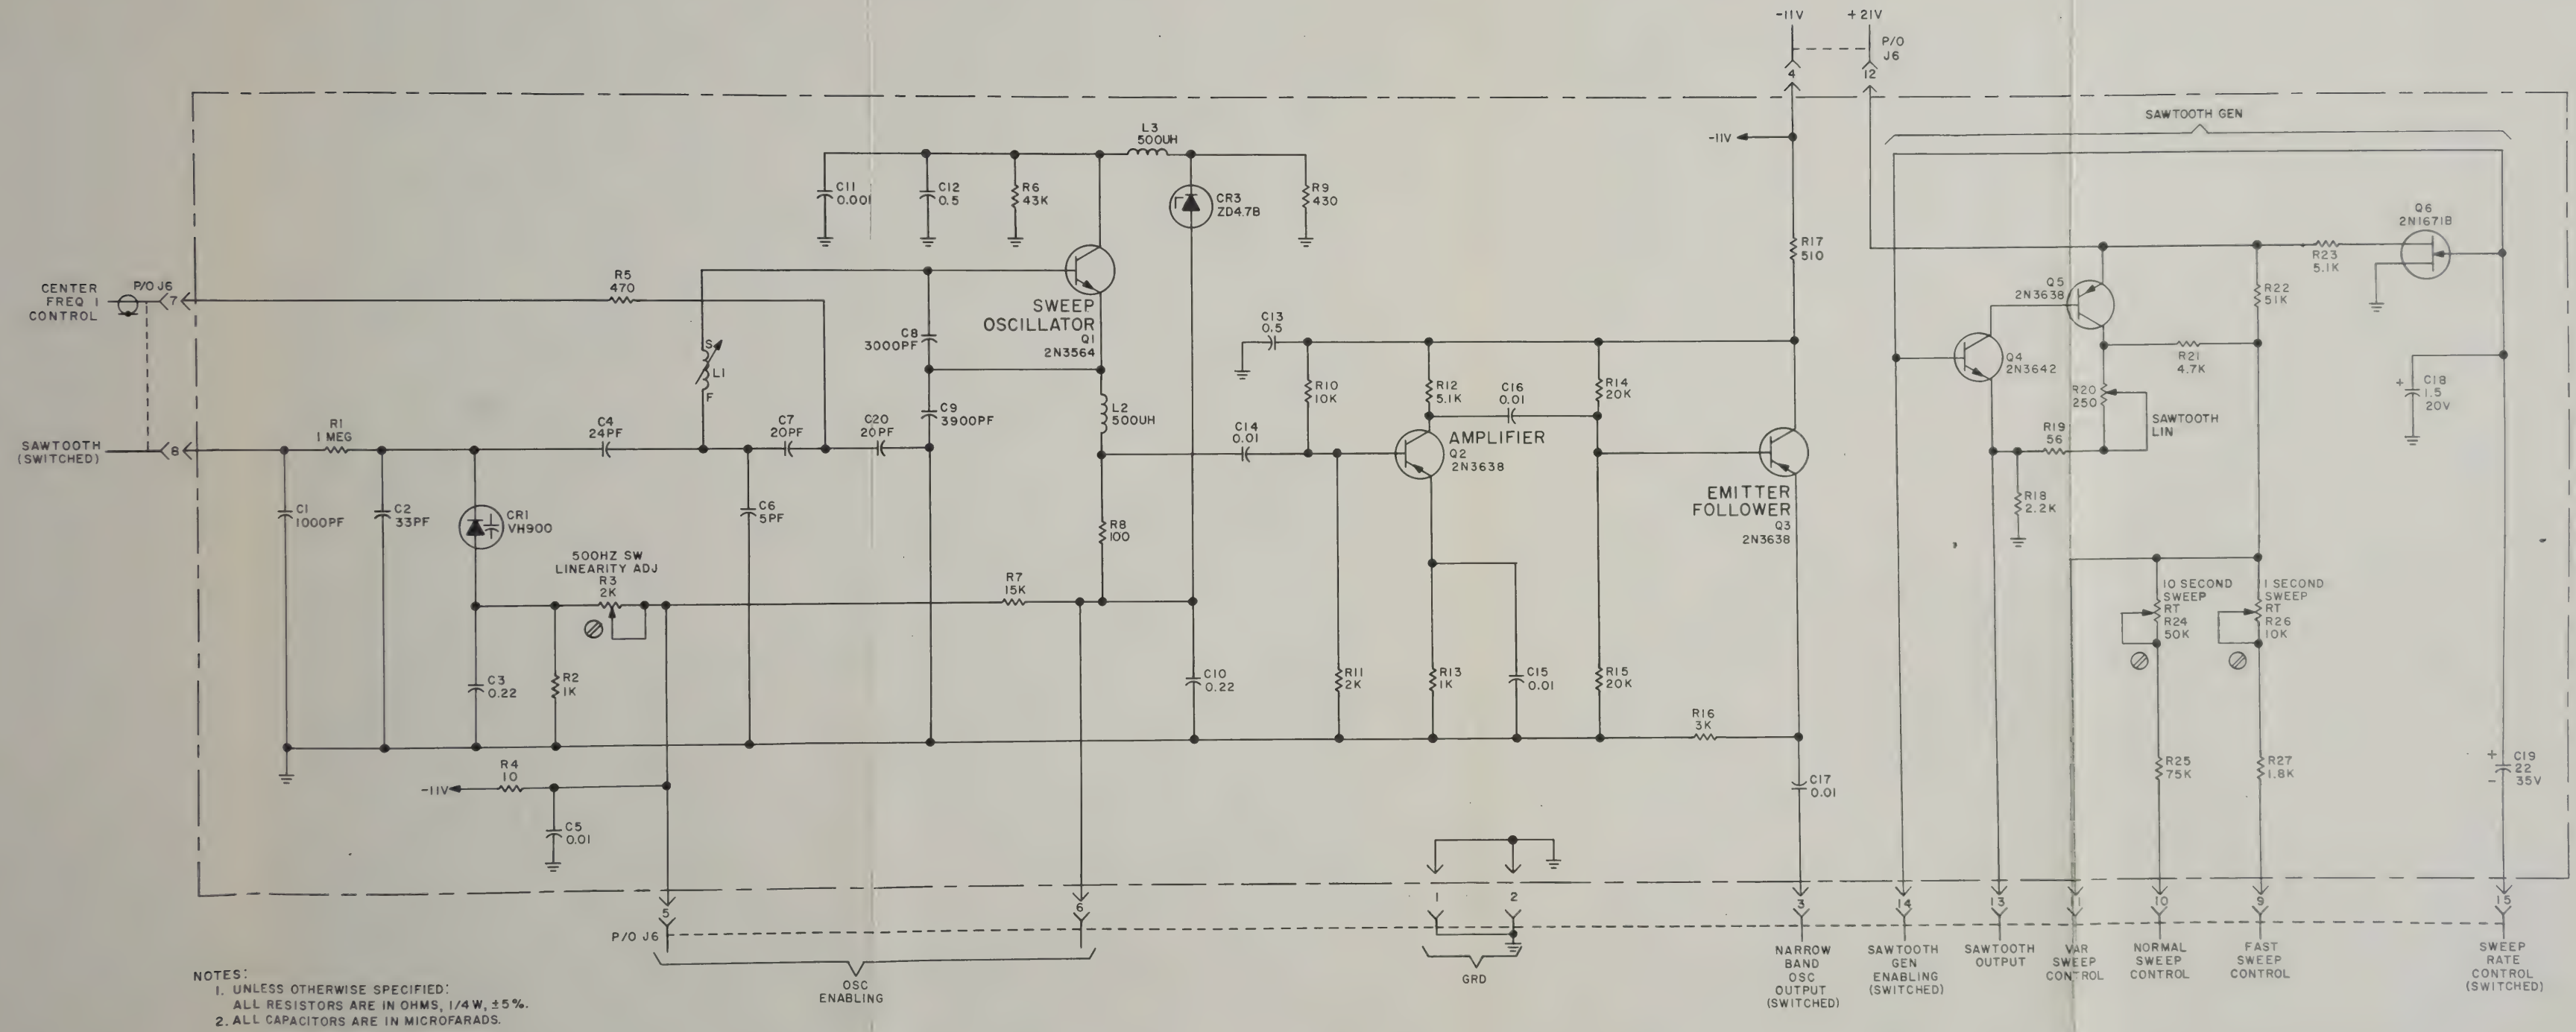 -11V
+21V
P/O
J6
4
12
SAWTOOTH GEN
-11V
L3
500UH
C11
0.001
C12
0.5
R6
43K
CR3
ZD4.7B
R9
430
R17
510
Q6
2N1671B
R23
5.1K
CENTER
FREQ 1
CONTROL
P/O J6
7
R5
470
SWEEP
OSCILLATOR
Q1
2N3564
C8
3000PF
S
L1
F
C13
0.5
Q5
2N3638
R22
51K
Q4
2N3642
R21
4.7K
R20
250
SAWTOOTH
LIN
C18
+
1.5
20V
R10
10K
R12
5.1K
C16
0.01
R14
20K
SAWTOOTH
(SWITCHED)
8
R1
1 MEG
C4
24PF
C7
20PF
C20
20PF
C9
3900PF
L2
500UH
C14
0.01
AMPLIFIER
Q2
2N3638
R19
56
R18
2.2K
C1
1000PF
C2
33PF
CR1
VH900
C6
5PF
R8
100
EMITTER
FOLLOWER
Q3
2N3638
500HZ SW
LINEARITY ADJ
R3
2K
R7
15K
10 SECOND
SWEEP
RT
R24
50K
1 SECOND
SWEEP
RT
R26
10K
C3
0.22
R2
1K
C10
0.22
R11
2K
R13
1K
C15
0.01
R15
20K
R16
3K
R25
75K
R27
1.8K
+
C19
22
35V
-
-11V
R4
10
C5
0.01
C17
0.01
5
6
1
2
3
14
13
11
10
9
15
P/O J6
OSC
ENABLING
GRD
NARROW
BAND
OSC
OUTPUT
(SWITCHED)
SAWTOOTH
GEN
ENABLING
(SWITCHED)
SAWTOOTH
OUTPUT
VAR
SWEEP
CONTROL
NORMAL
SWEEP
CONTROL
FAST
SWEEP
CONTROL
SWEEP
RATE
CONTROL
(SWITCHED)
NOTES:
1. UNLESS OTHERWISE SPECIFIED:
ALL RESISTORS ARE IN OHMS, 1/4W, ±5%.
2. ALL CAPACITORS ARE IN MICROFARADS.